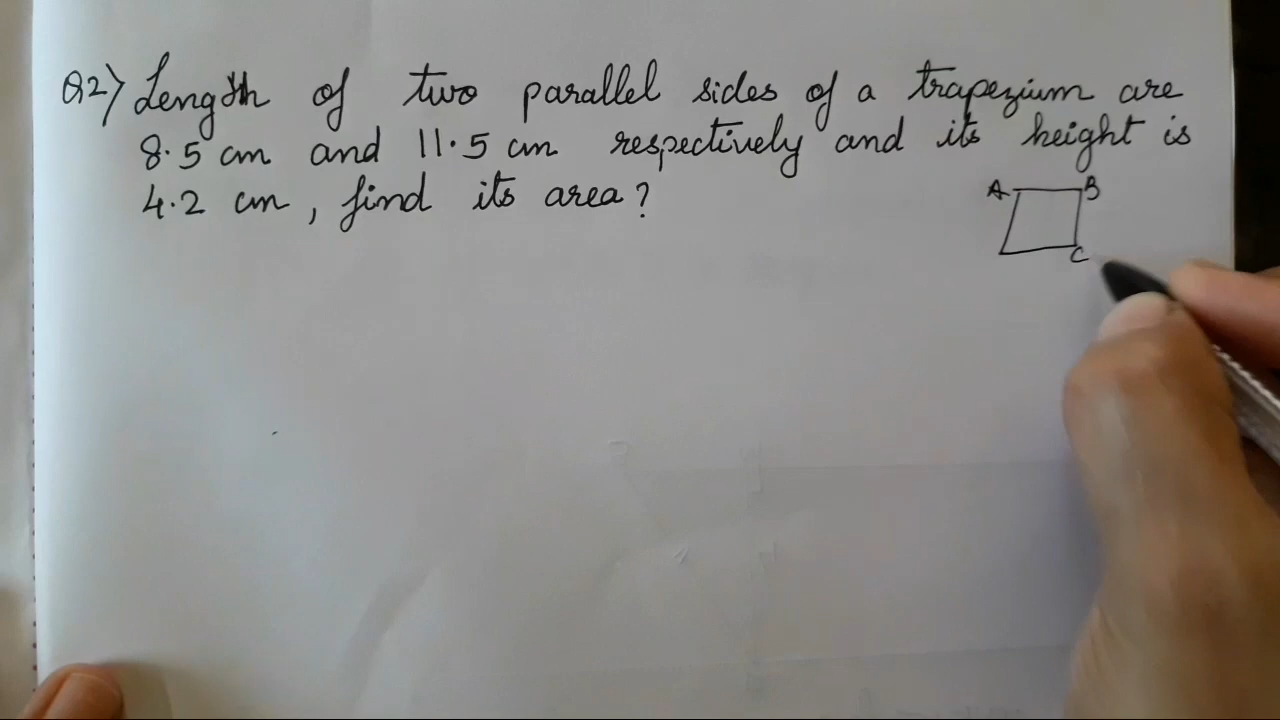 Q2) Length of two parallel sides of a trapezium are
8.5 cm and 11.5 cm respectively and its height is
4.2 cm, find its area?
A B
C